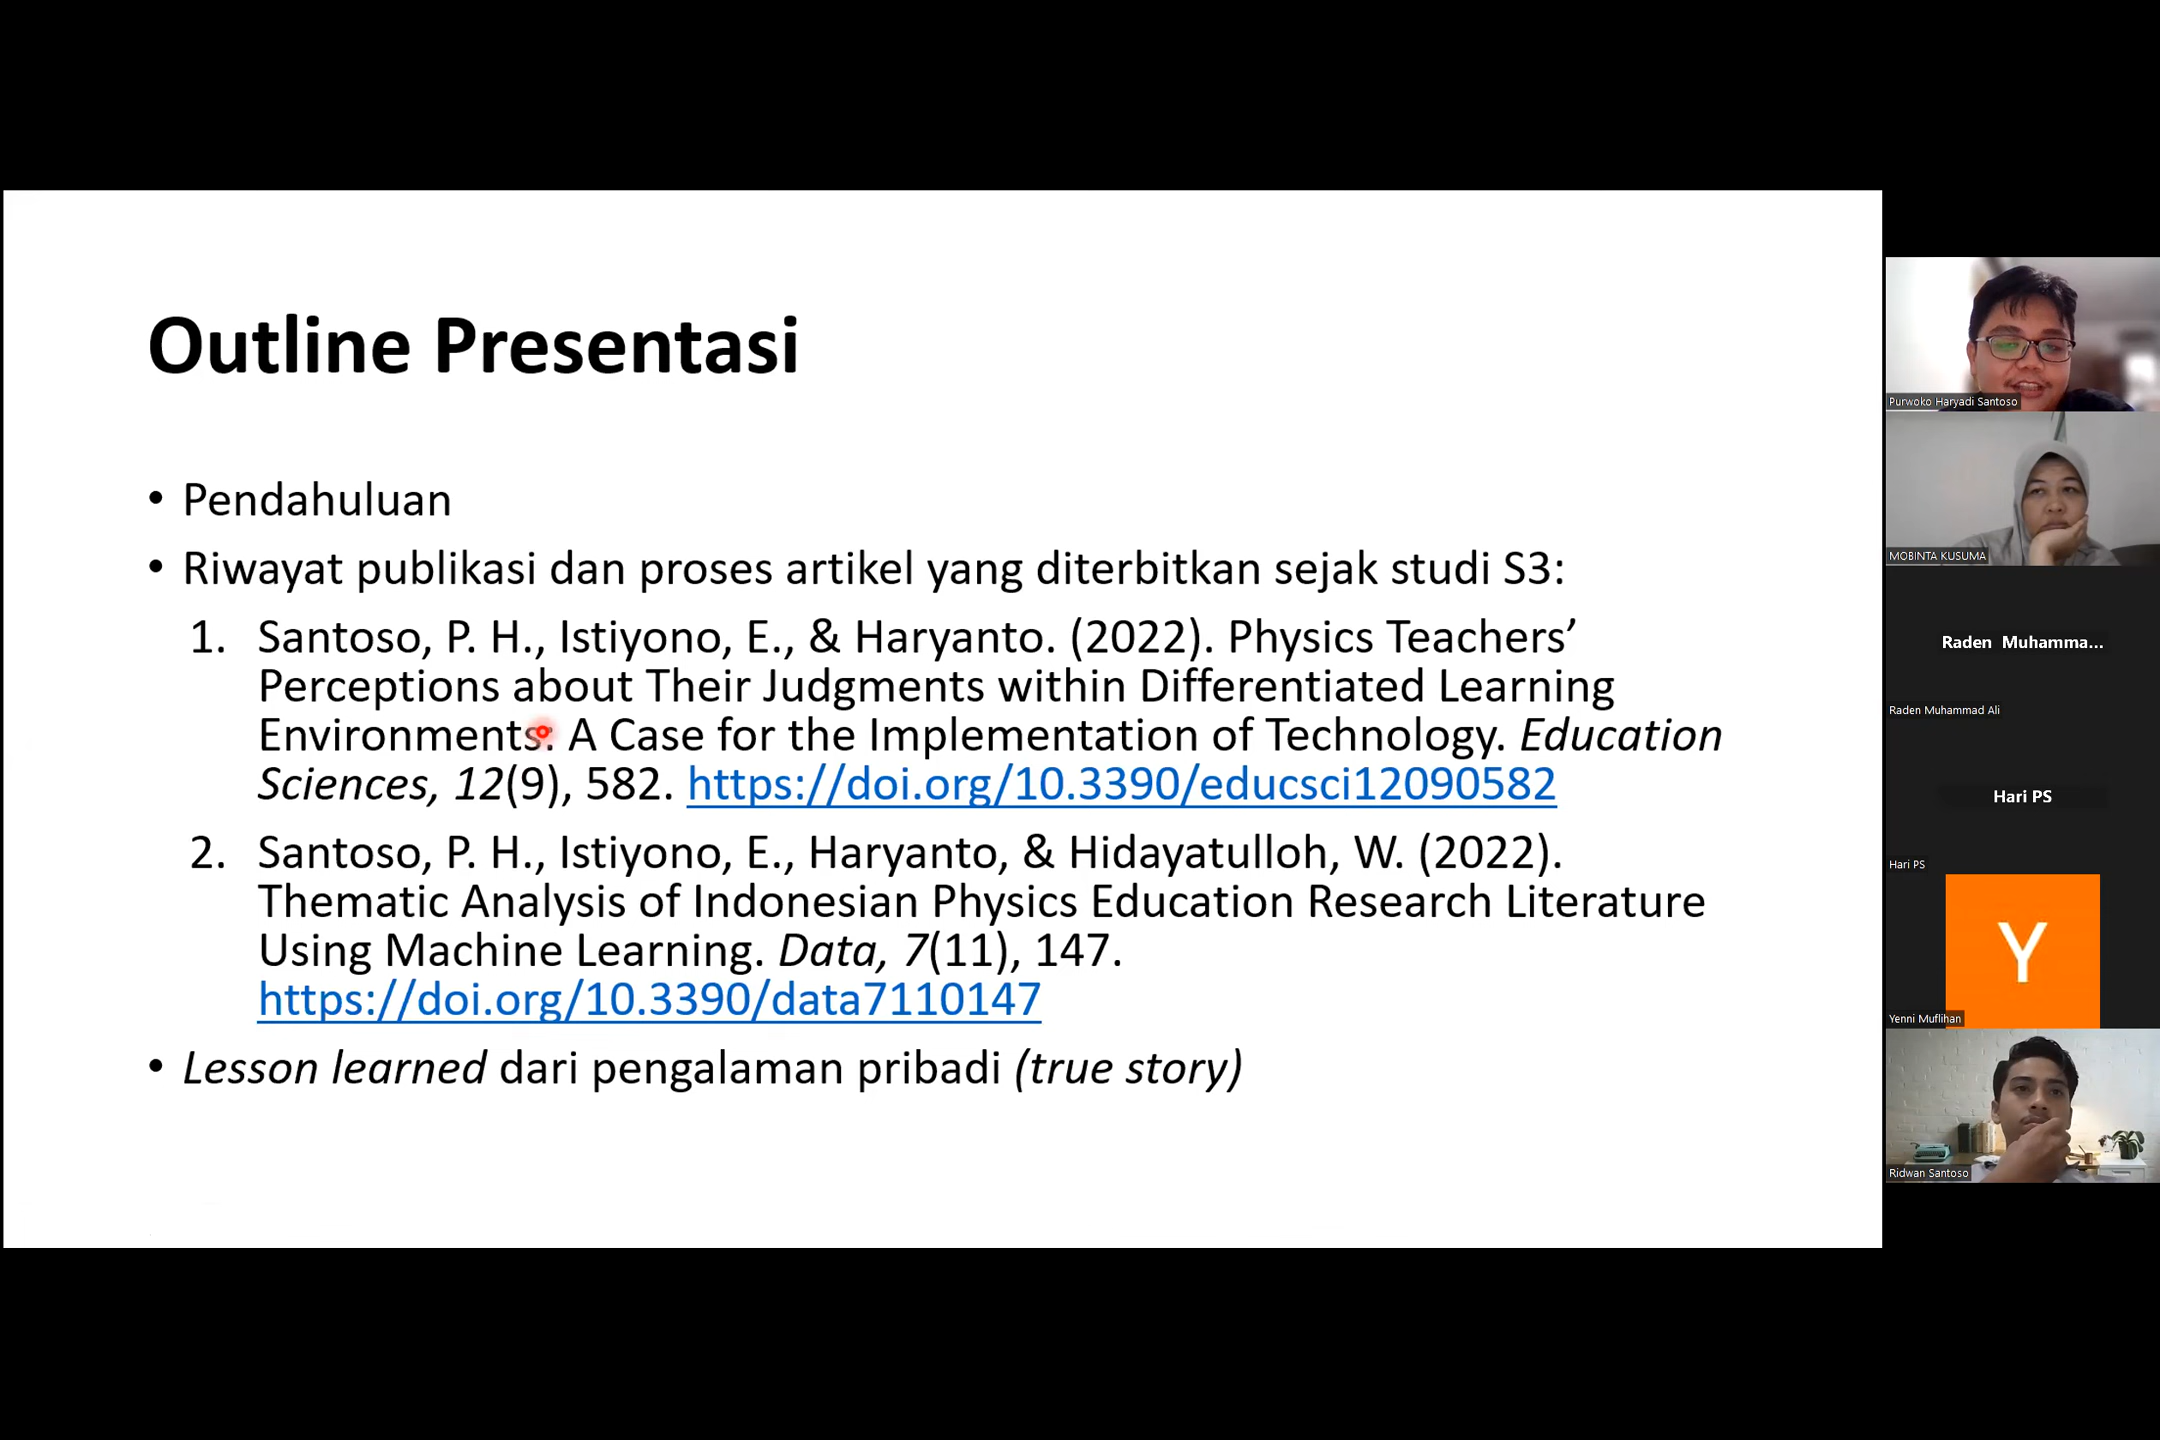 Outline Presentasi
• Pendahuluan
• Riwayat publikasi dan proses artikel yang diterbitkan sejak studi S3:
1. Santoso, P. H., Istiyono, E., & Haryanto. (2022). Physics Teachers’
Perceptions about Their Judgments within Differentiated Learning
Environments: A Case for the Implementation of Technology. Education
Sciences, 12(9), 582. https://doi.org/10.3390/educsci12090582
2. Santoso, P. H., Istiyono, E., Haryanto, & Hidayatulloh, W. (2022).
Thematic Analysis of Indonesian Physics Education Research Literature
Using Machine Learning. Data, 7(11), 147.
https://doi.org/10.3390/data7110147
• Lesson learned dari pengalaman pribadi (true story)
Purwoko Haryadi Santoso
MOBINTA KUSUMA
Raden Muhamma...
Raden Muhammad Ali
Hari PS
Hari PS
Y
Yenni Muflihan
Ridwan Santoso